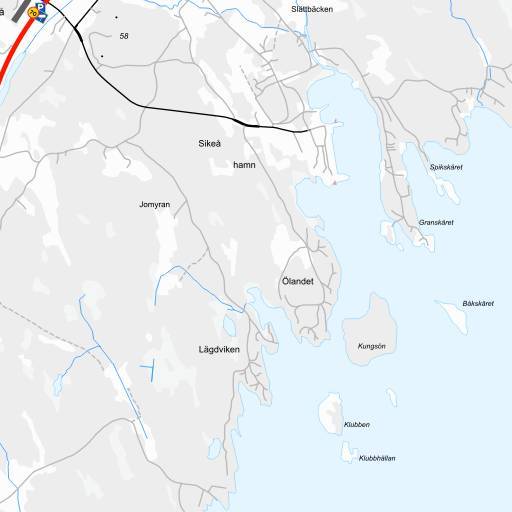 å
Slättbäcken
58
Sikeå
hamn
Spikskäret
Jomyran
Granskäret
Ölandet
Båkskäret
Lägdviken
Kungsön
Klubben
Klubbhällan